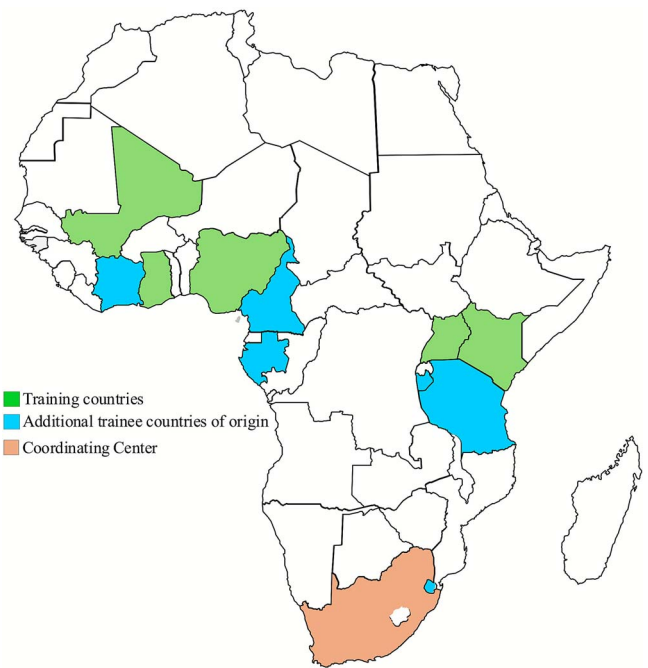 Training countries
Additional trainee countries of origin
Coordinating Center